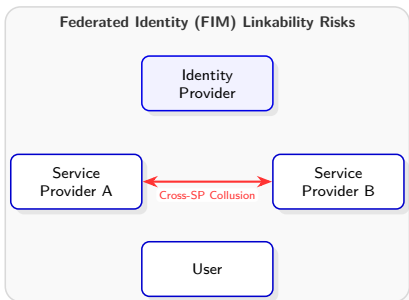 Federated Identity (FIM) Linkability Risks
Identity
Provider
Service
Provider A
Service
Provider B
Cross-SP Collusion
User